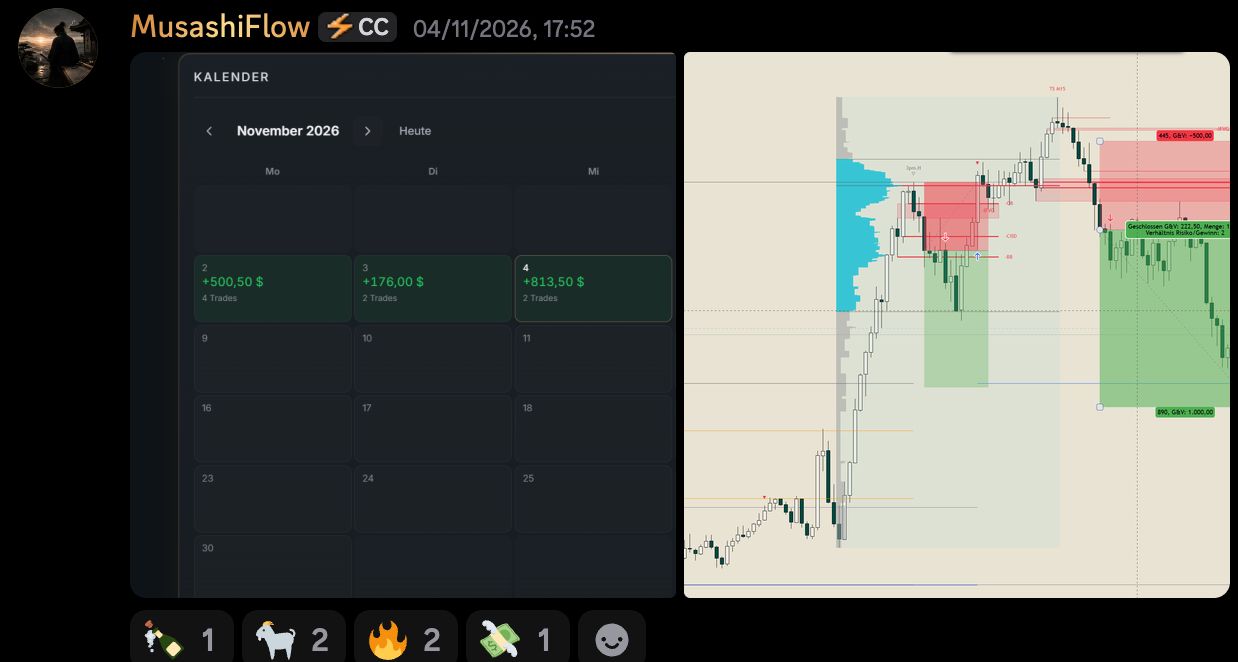 MusashiFlow ⚡ CC 04/11/2026, 17:52
KALENDER
November 2026 Heute
Mo Di Mi
2 3 4
+500,50 $ +176,00 $ +813,50 $
4 Trades 2 Trades 2 Trades
9 10 11
16 17 18
23 24 25
30
445, G&V: -500,00
Geschlossen G&V: 222,50, Menge: 1
Verhältnis Risiko/Gewinn: 2
890, G&V: 1.000,00
1 2 2 1